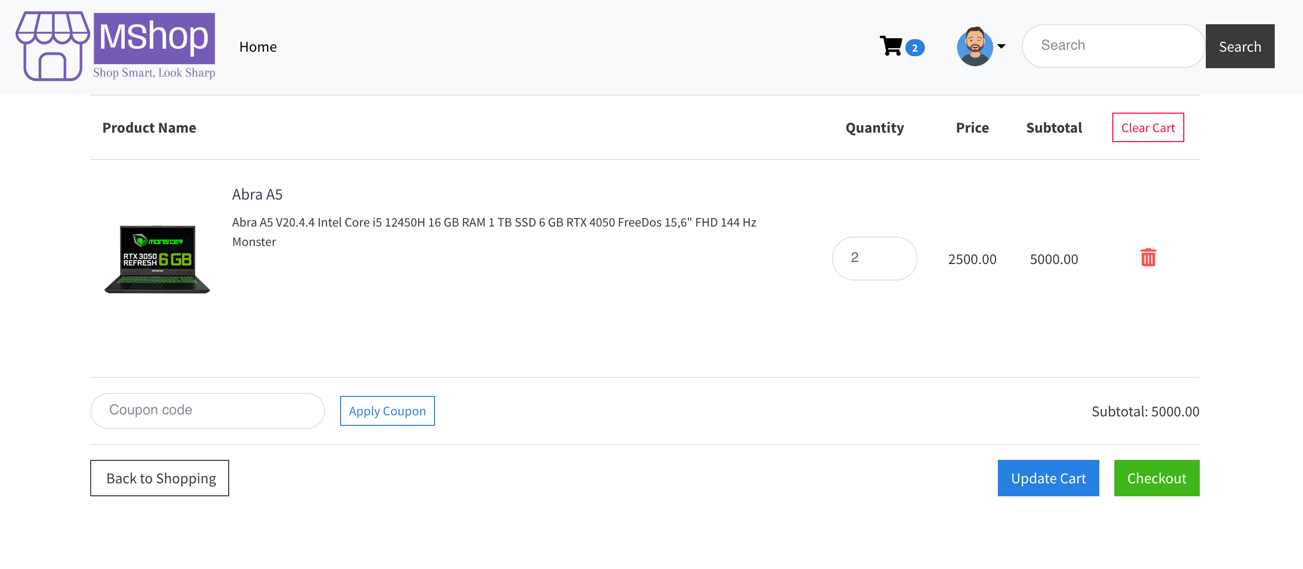 MShop
Shop Smart, Look Sharp
Home
2
Search
Search
Product Name
Quantity
Price
Subtotal
Clear Cart
Abra A5
Abra A5 V20.4.4 Intel Core i5 12450H 16 GB RAM 1 TB SSD 6 GB RTX 4050 FreeDos 15,6" FHD 144 Hz
Monster
MONSTER
RTX 3050
REFRESH 6 GB
2
2500.00
5000.00
Coupon code
Apply Coupon
Subtotal: 5000.00
Back to Shopping
Update Cart
Checkout